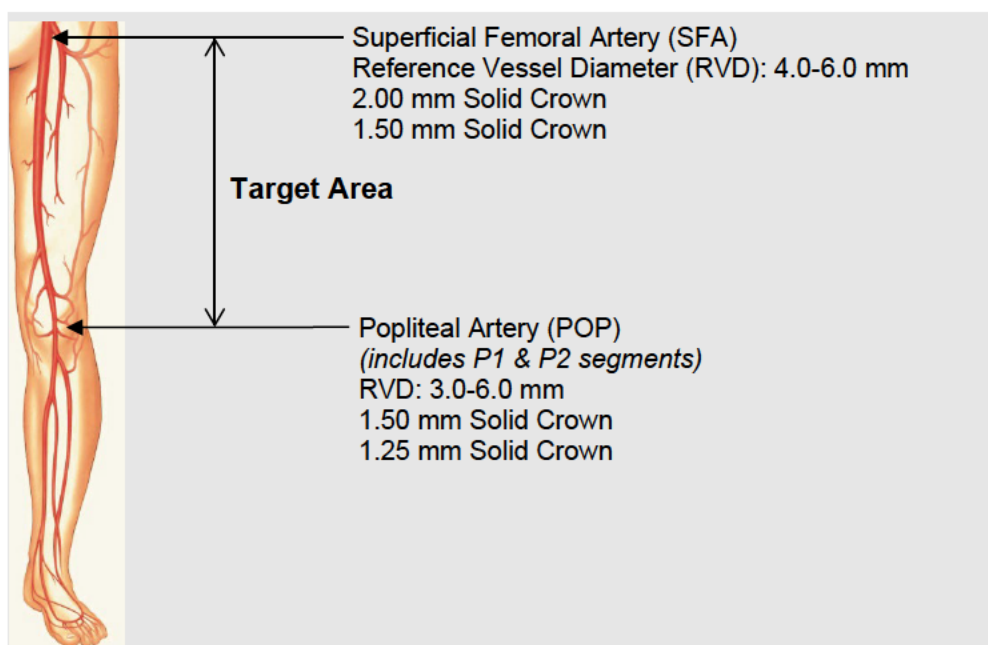 Superficial Femoral Artery (SFA)
Reference Vessel Diameter (RVD): 4.0-6.0 mm
2.00 mm Solid Crown
1.50 mm Solid Crown
Target Area
Popliteal Artery (POP)
(includes P1 & P2 segments)
RVD: 3.0-6.0 mm
1.50 mm Solid Crown
1.25 mm Solid Crown